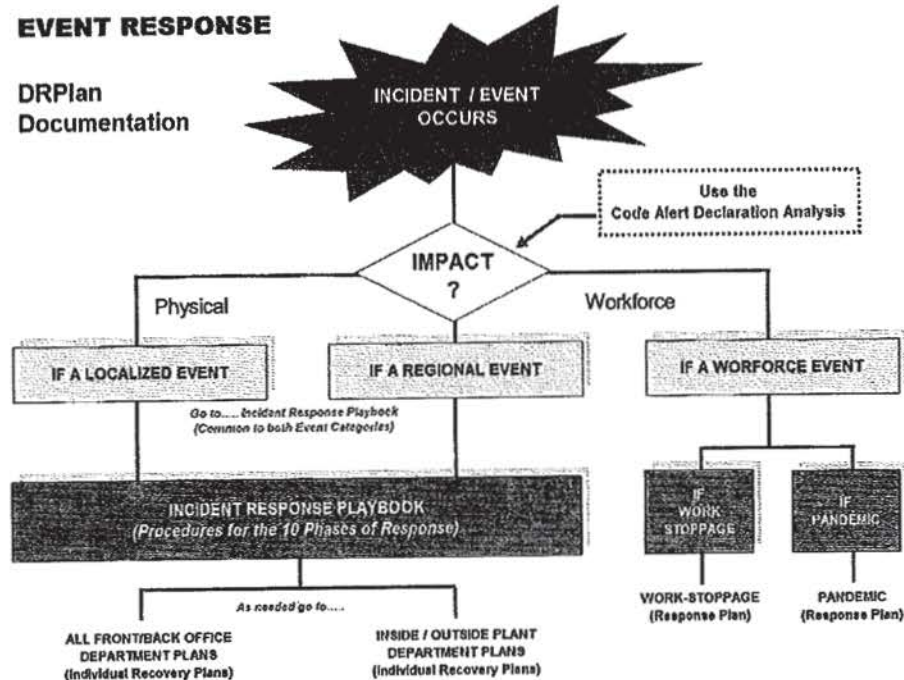 EVENT RESPONSE
DRPlan
Documentation
INCIDENT / EVENT
OCCURS
Use the
Code Alert Declaration Analysis
IMPACT
?
Physical
Workforce
IF A LOCALIZED EVENT
IF A REGIONAL EVENT
IF A WORFORCE EVENT
Go to..... Incident Response Playbook
(Common to both Event Categories)
INCIDENT RESPONSE PLAYBOOK
(Procedures for the 10 Phases of Response)
IF
WORK
STOPPAGE
IF
PANDEMIC
As needed go to.....
WORK-STOPPAGE
(Response Plan)
PANDEMIC
(Response Plan)
ALL FRONT/BACK OFFICE
DEPARTMENT PLANS
(Individual Recovery Plans)
INSIDE / OUTSIDE PLANT
DEPARTMENT PLANS
(Individual Recovery Plans)